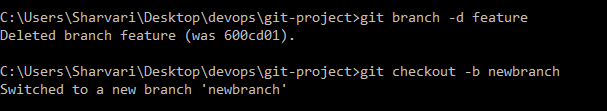 C:\Users\Sharvari\Desktop\devops\git-project>git branch -d feature
Deleted branch feature (was 600cd01).
C:\Users\Sharvari\Desktop\devops\git-project>git checkout -b newbranch
Switched to a new branch 'newbranch'